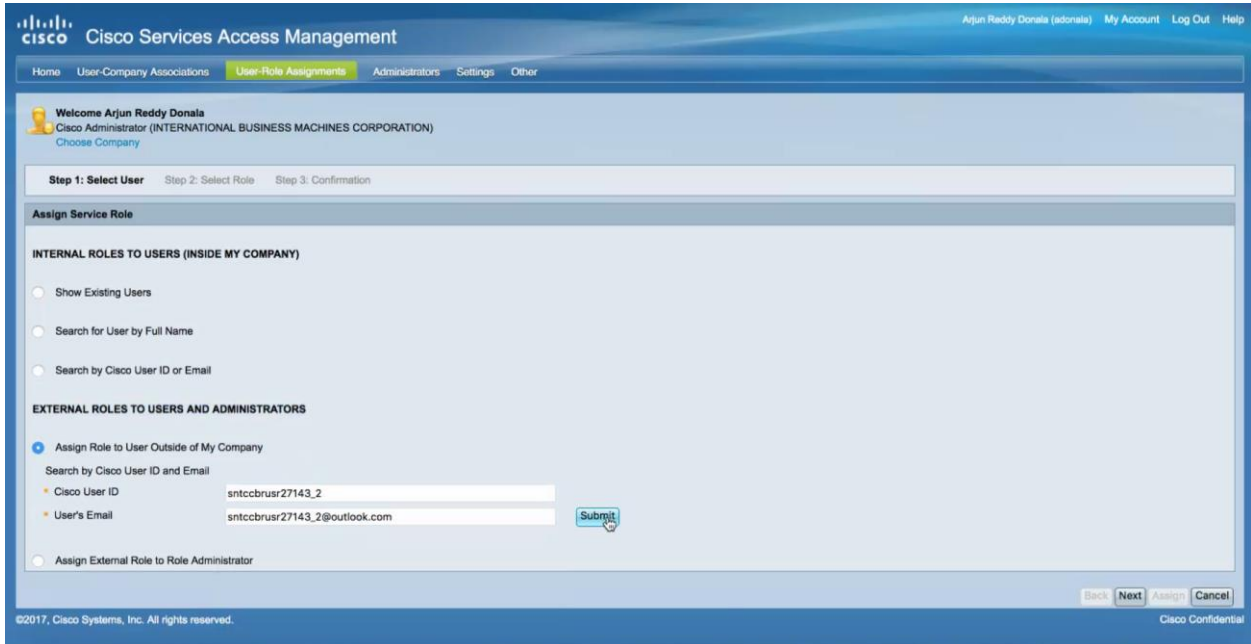 Arjun Reddy Donala (adonala) My Account Log Out Help
CISCO Cisco Services Access Management
Home User-Company Associations User-Role Assignments Administrators Settings Other
Welcome Arjun Reddy Donala
Cisco Administrator (INTERNATIONAL BUSINESS MACHINES CORPORATION)
Choose Company
Step 1: Select User Step 2: Select Role Step 3: Confirmation
Assign Service Role
INTERNAL ROLES TO USERS (INSIDE MY COMPANY)
Show Existing Users
Search for User by Full Name
Search by Cisco User ID or Email
EXTERNAL ROLES TO USERS AND ADMINISTRATORS
Assign Role to User Outside of My Company
Search by Cisco User ID and Email
* Cisco User ID sntccbrusr27143_2
* User's Email sntccbrusr27143_2@outlook.com Submit
Assign External Role to Role Administrator
Back Next Assign Cancel
©2017, Cisco Systems, Inc. All rights reserved. Cisco Confidential